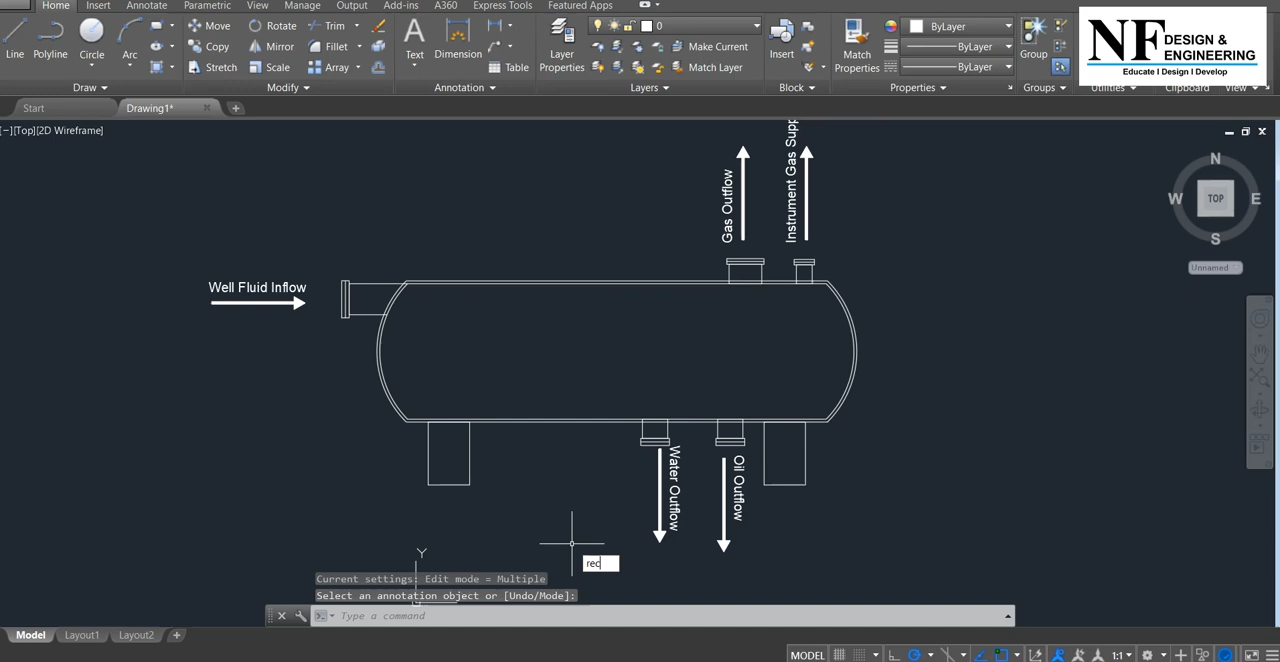 Home Insert Annotate Parametric View Manage Output Add-ins A360 Express Tools Featured Apps
Line Polyline Circle Arc
Move Rotate Trim
Copy Mirror Fillet
Stretch Scale Array
Text Dimension
Table
Layer Properties
0
Make Current
Match Layer
Insert
Match Properties
ByLayer
ByLayer
ByLayer
Group
Draw Modify Annotation Layers Block Properties Groups Utilities Clipboard View
NF DESIGN & ENGINEERING
Educate I Design I Develop
Start Drawing1* +
[−][Top][2D Wireframe]
N
W TOP E
S
Unnamed
Gas Outflow
Instrument Gas Supp
Well Fluid Inflow
Water Outflow
Oil Outflow
rec
Y
Current settings: Edit mode = Multiple
Select an annotation object or [Undo/Mode]:
Type a command
Model Layout1 Layout2 +
MODEL 1:1